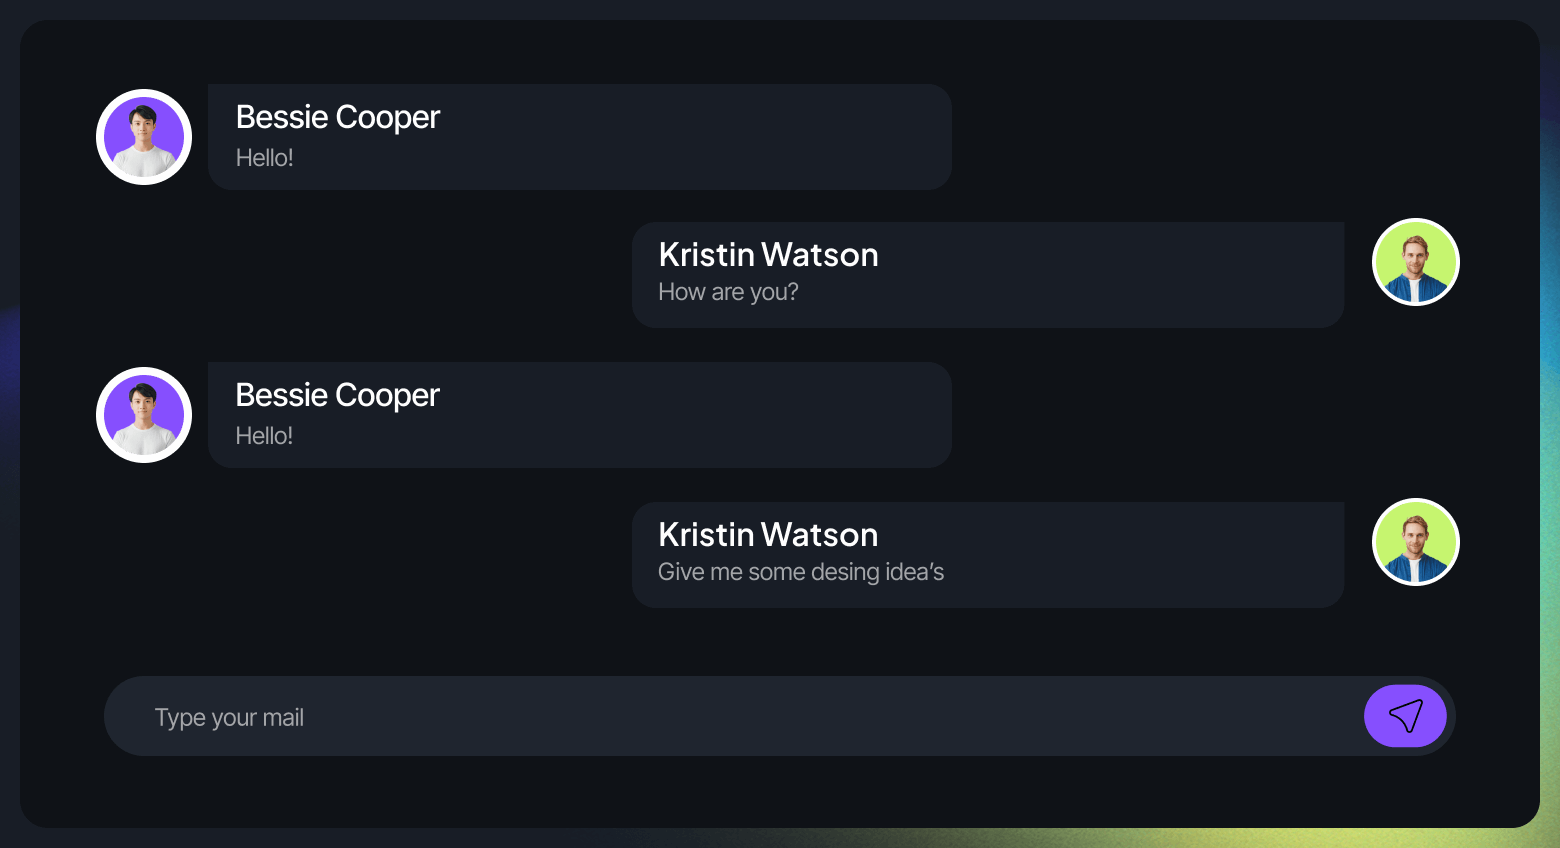 Bessie Cooper
Hello!
Kristin Watson
How are you?
Bessie Cooper
Hello!
Kristin Watson
Give me some desing idea’s
Type your mail